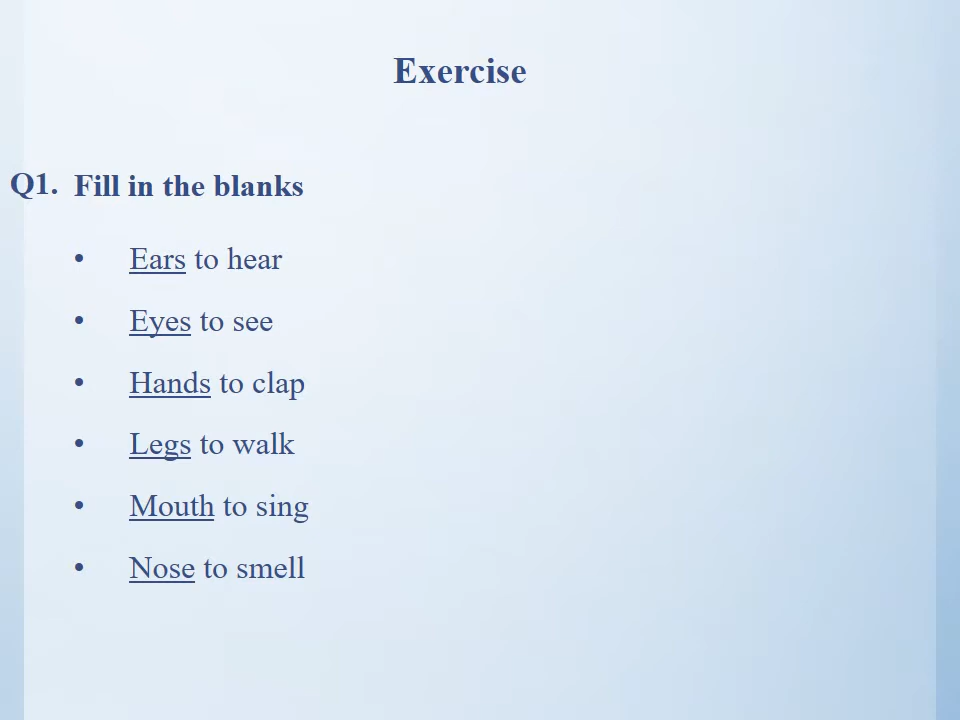 Exercise
Q1. Fill in the blanks
• Ears to hear
• Eyes to see
• Hands to clap
• Legs to walk
• Mouth to sing
• Nose to smell